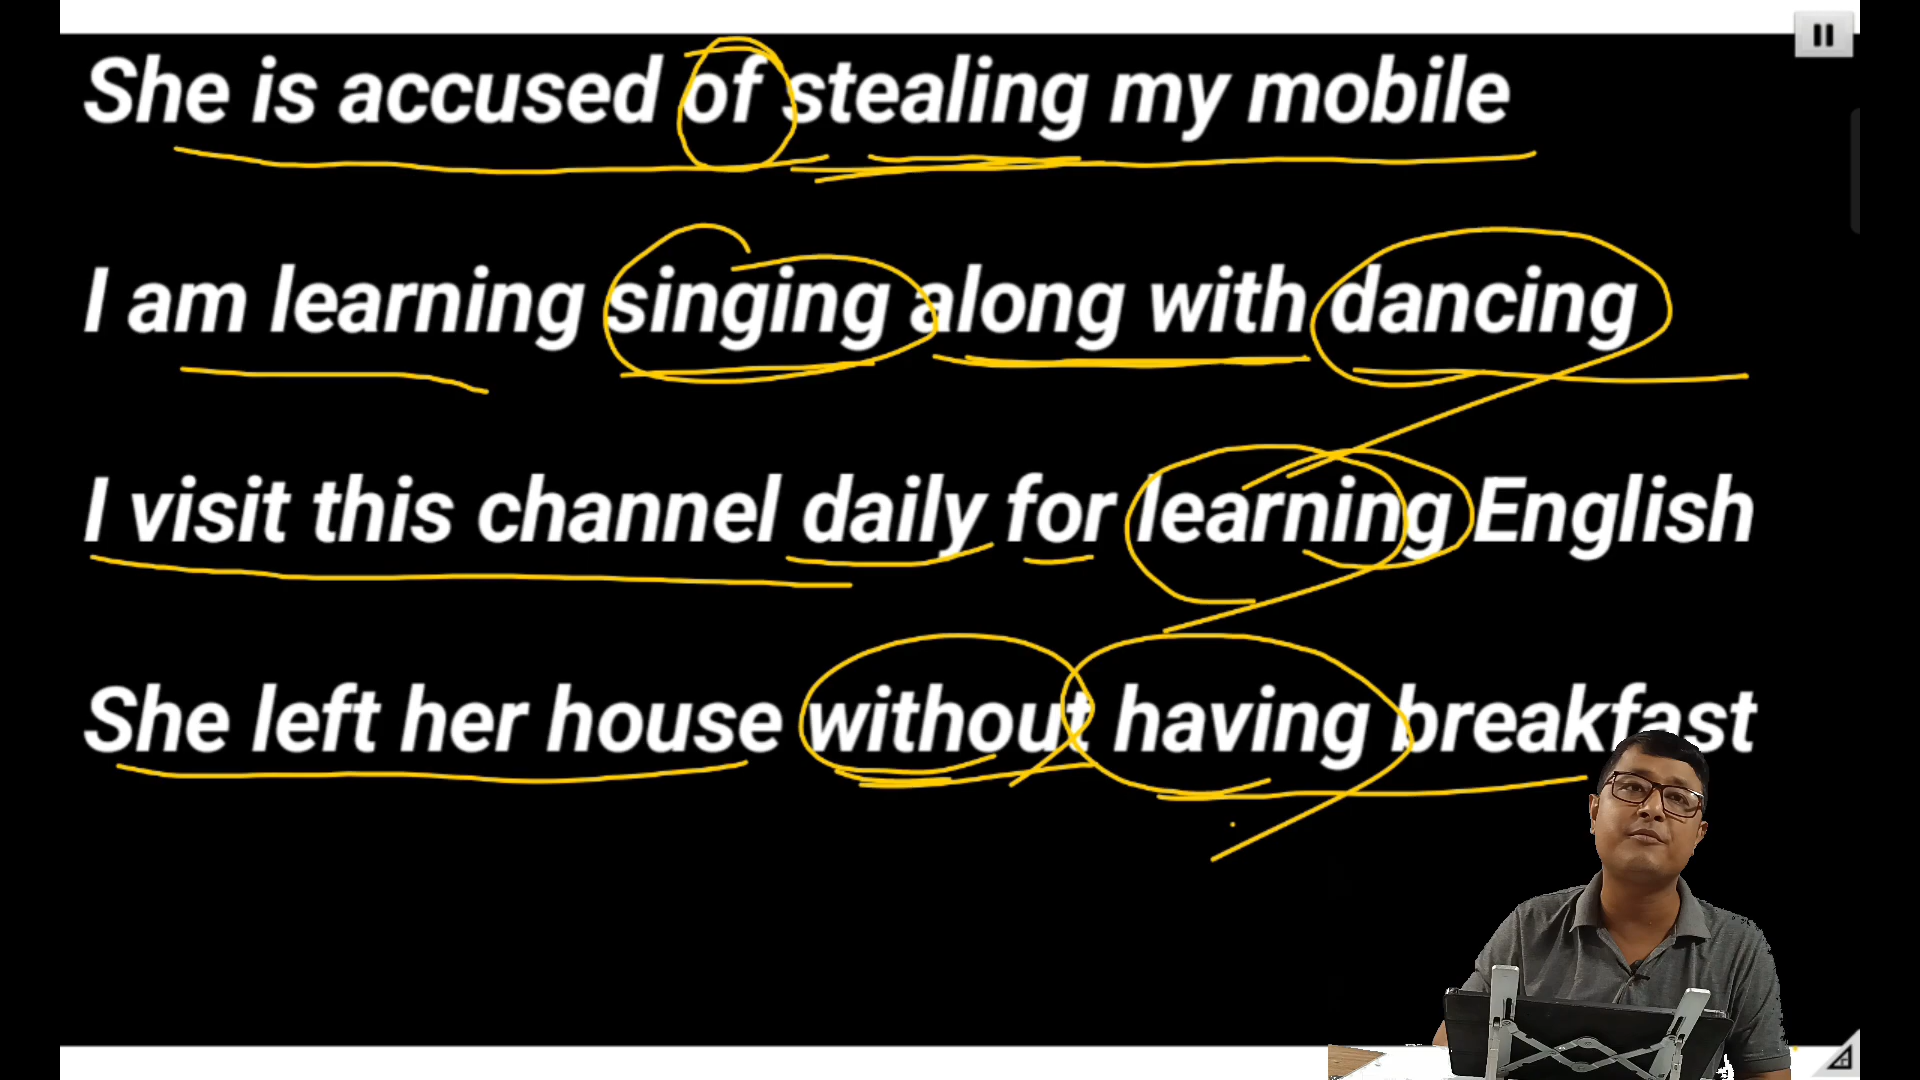 She is accused of stealing my mobile
I am learning singing along with dancing
I visit this channel daily for learning English
She left her house without having breakfast